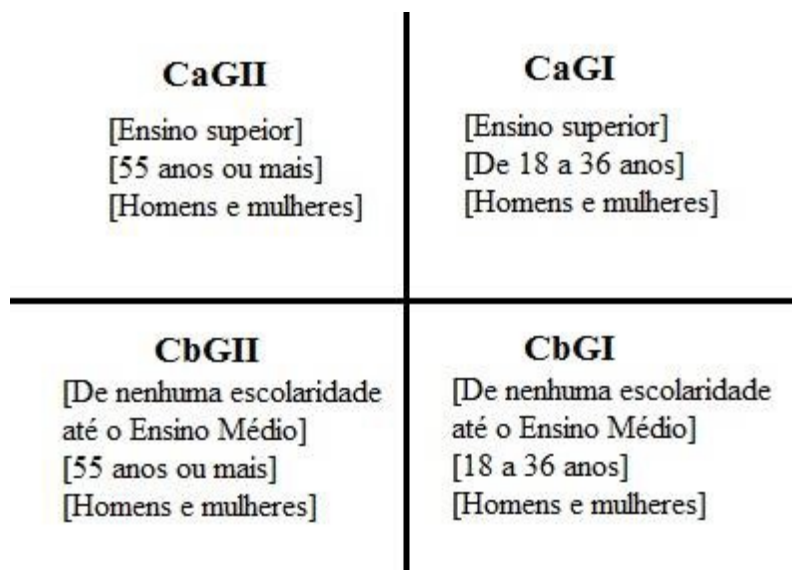 CaGII
[Ensino supeior]
[55 anos ou mais]
[Homens e mulheres]
CaGI
[Ensino superior]
[De 18 a 36 anos]
[Homens e mulheres]
CbGII
[De nenhuma escolaridade
até o Ensino Médio]
[55 anos ou mais]
[Homens e mulheres]
CbGI
[De nenhuma escolaridade
até o Ensino Médio]
[18 a 36 anos]
[Homens e mulheres]